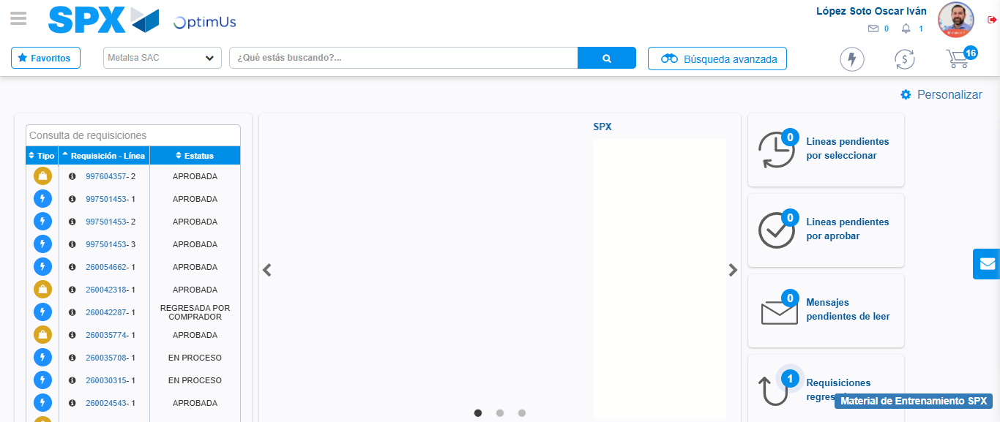 SPX
OptimUs
López Soto Oscar Iván
0
1
Favoritos
Metalsa SAC
¿Qué estás buscando?...
Búsqueda avanzada
$
16
Personalizar
Consulta de requisiciones
Tipo Requisición - Línea Estatus
997604357- 2 APROBADA
997501453- 1 APROBADA
997501453- 2 APROBADA
997501453- 3 APROBADA
260054662- 1 APROBADA
260042318- 1 APROBADA
260042287- 1 REGRESADA POR
COMPRADOR
260035774- 1 APROBADA
260035708- 1 EN PROCESO
260030315- 1 EN PROCESO
260024543- 1 APROBADA
SPX
0
Lineas pendientes
por seleccionar
0
Lineas pendientes
por aprobar
0
Mensajes
pendientes de leer
1
Requisiciones
Material de Entrenamiento SPX